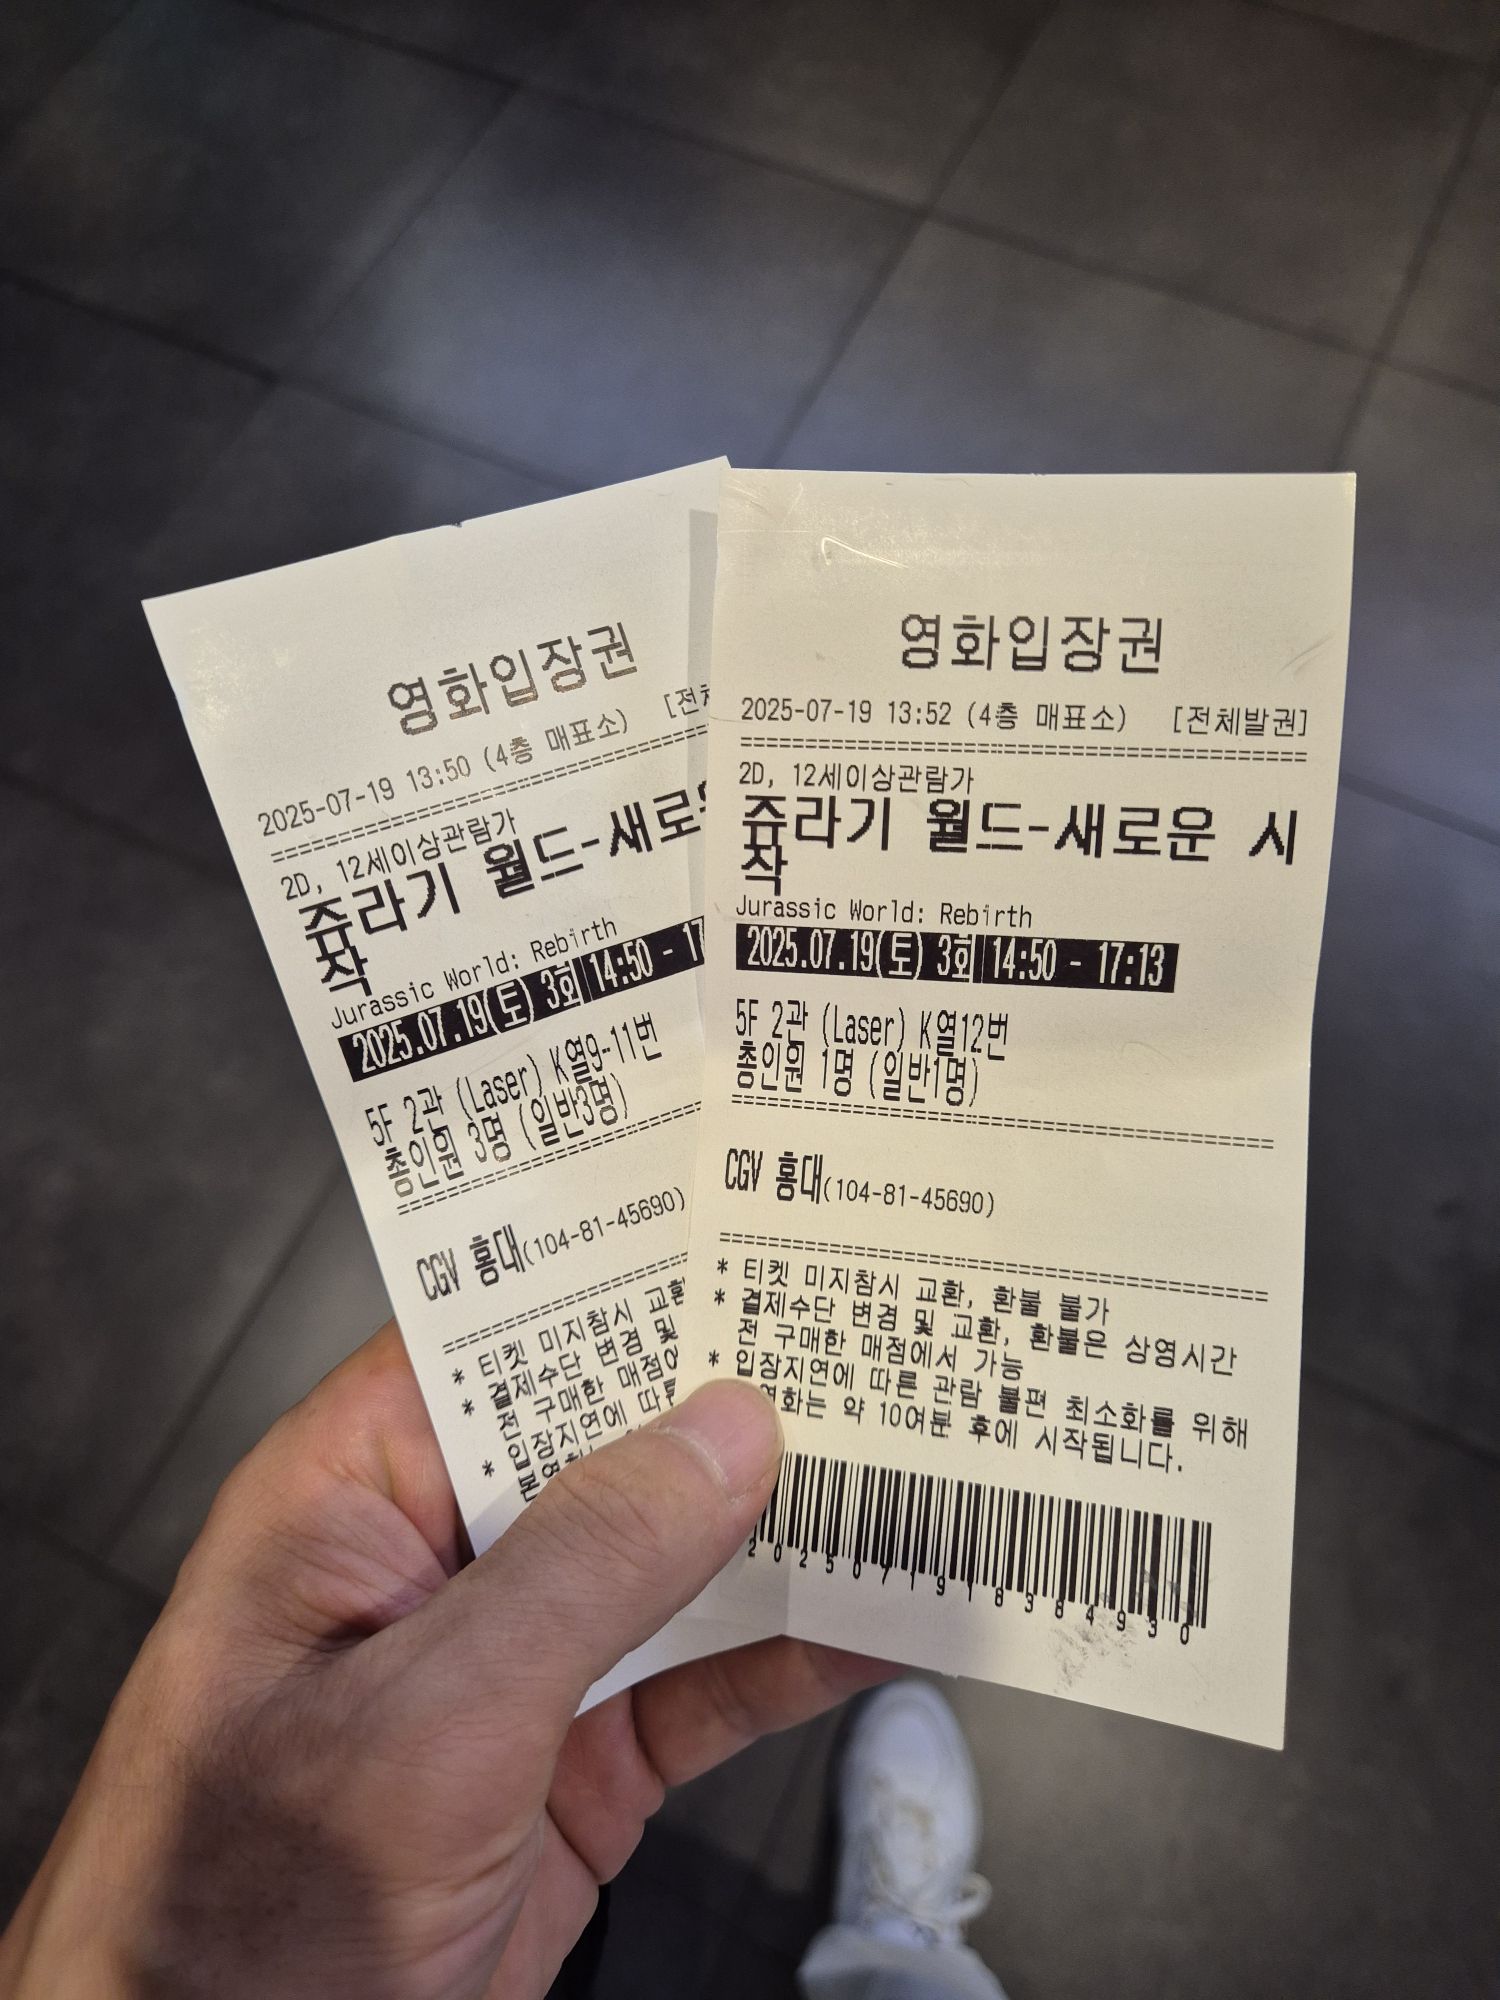 영화입장권
2025-07-19 13:50 (4층 매표소)
2D, 12세이상관람가
쥬라기 월드-새로운
작
Jurassic World: Rebirth
2025.07.19(토) 3회 14:50 - 17
5F 2관 (Laser) K열9-11번
총인원 3명 (일반3명)
CGV 홍대(104-81-45690)
* 티켓 미지참시 교환
* 결제수단 변경 및
전 구매한 매점에
* 입장지연에 따른
영화입장권
2025-07-19 13:52 (4층 매표소) [전체발권]
2D, 12세이상관람가
쥬라기 월드-새로운 시
작
Jurassic World: Rebirth
2025.07.19(토) 3회 14:50 - 17:13
5F 2관 (Laser) K열12번
총인원 1명 (일반1명)
CGV 홍대(104-81-45690)
* 티켓 미지참시 교환, 환불 불가
* 결제수단 변경 및 교환, 환불은 상영시간
전 구매한 매점에서 가능
* 입장지연에 따른 관람 불편 최소화를 위해
영화는 약 10여분 후에 시작됩니다.
2025071918384930